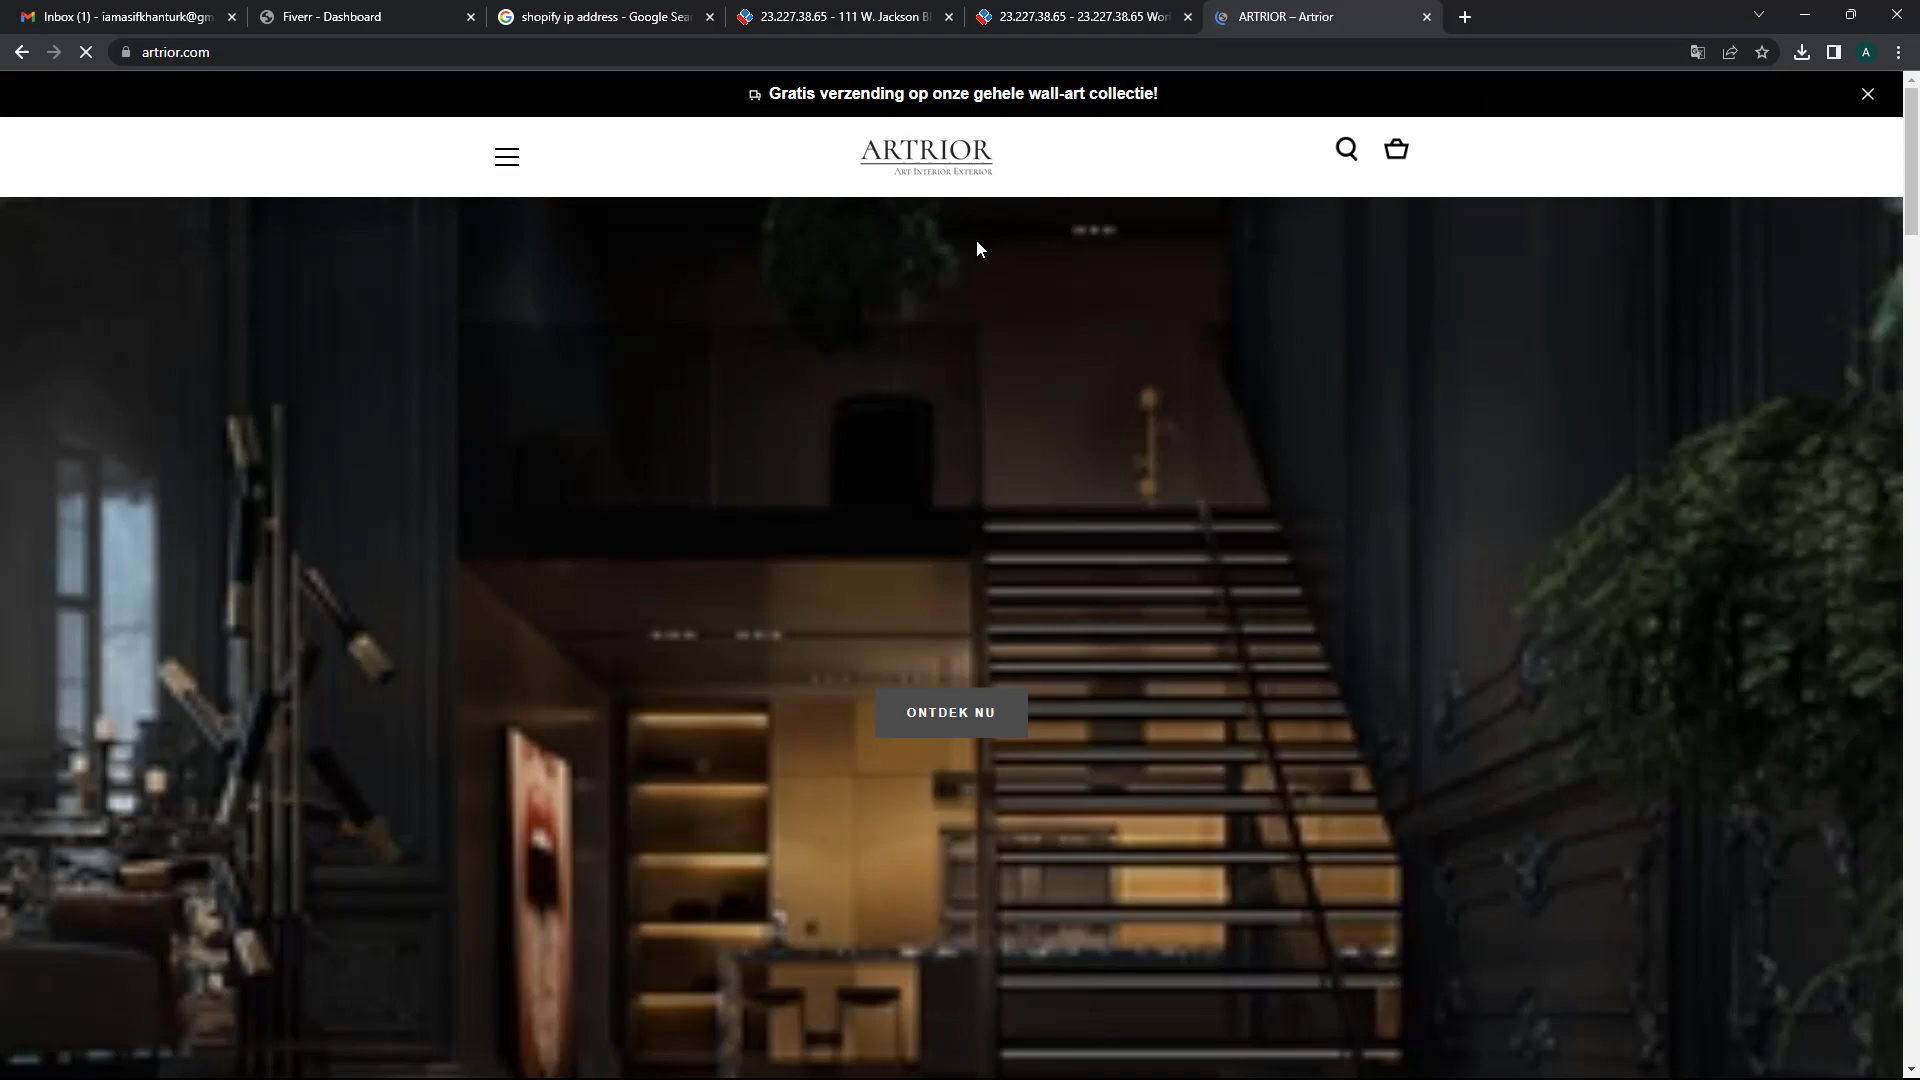 Inbox (1) - iamasifkhanturk@gm
Fiverr - Dashboard
shopify ip address - Google Sea
23.227.38.65 - 111 W. Jackson B
23.227.38.65 - 23.227.38.65 Wor
ARTRIOR – Artrior
artrior.com
A
Gratis verzending op onze gehele wall-art collectie!
ARTRIOR
ART INTERIOR EXTERIOR
ONTDEK NU